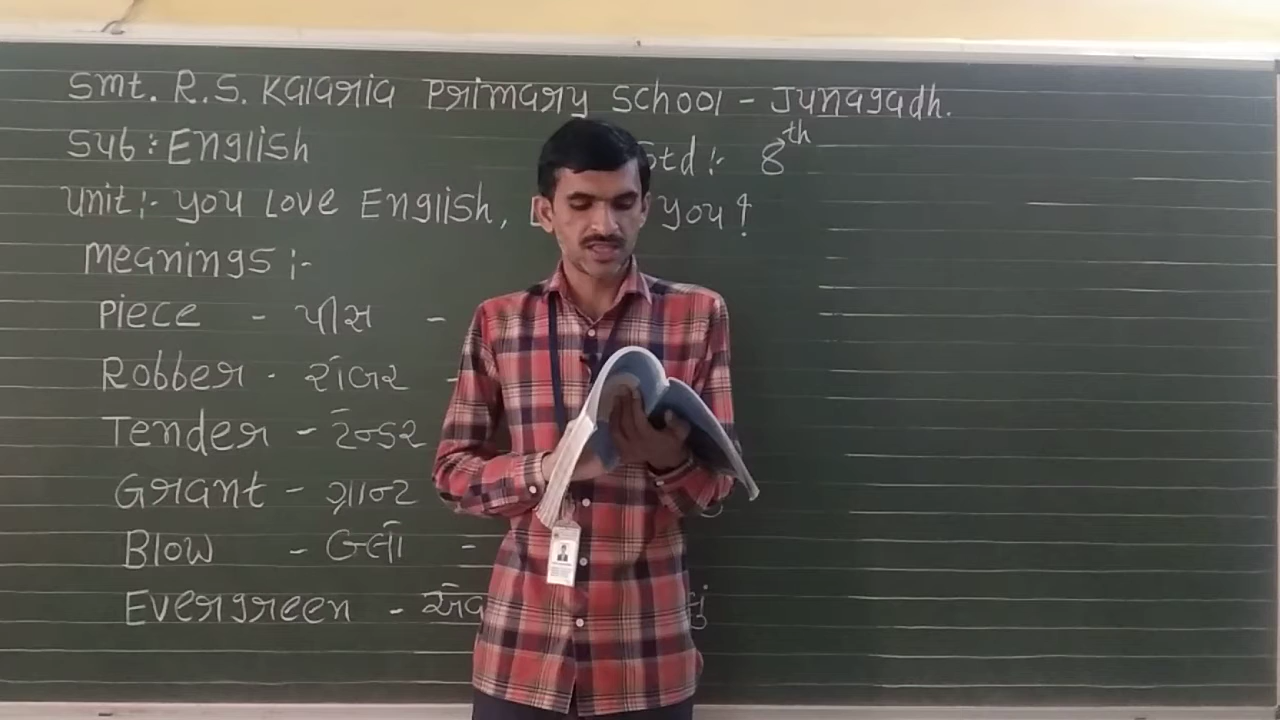 Smt. R.S. Kalaria Primary School - Junagadh.
Sub : English Std :- 8th
Unit :- You Love English, you ?
Meanings :-
Piece - પીસ -
Robber - રોબર -
Tender - ટેન્ડર
Grant - ગ્રાન્ટ
Blow - બ્લૉ -
Evergreen -